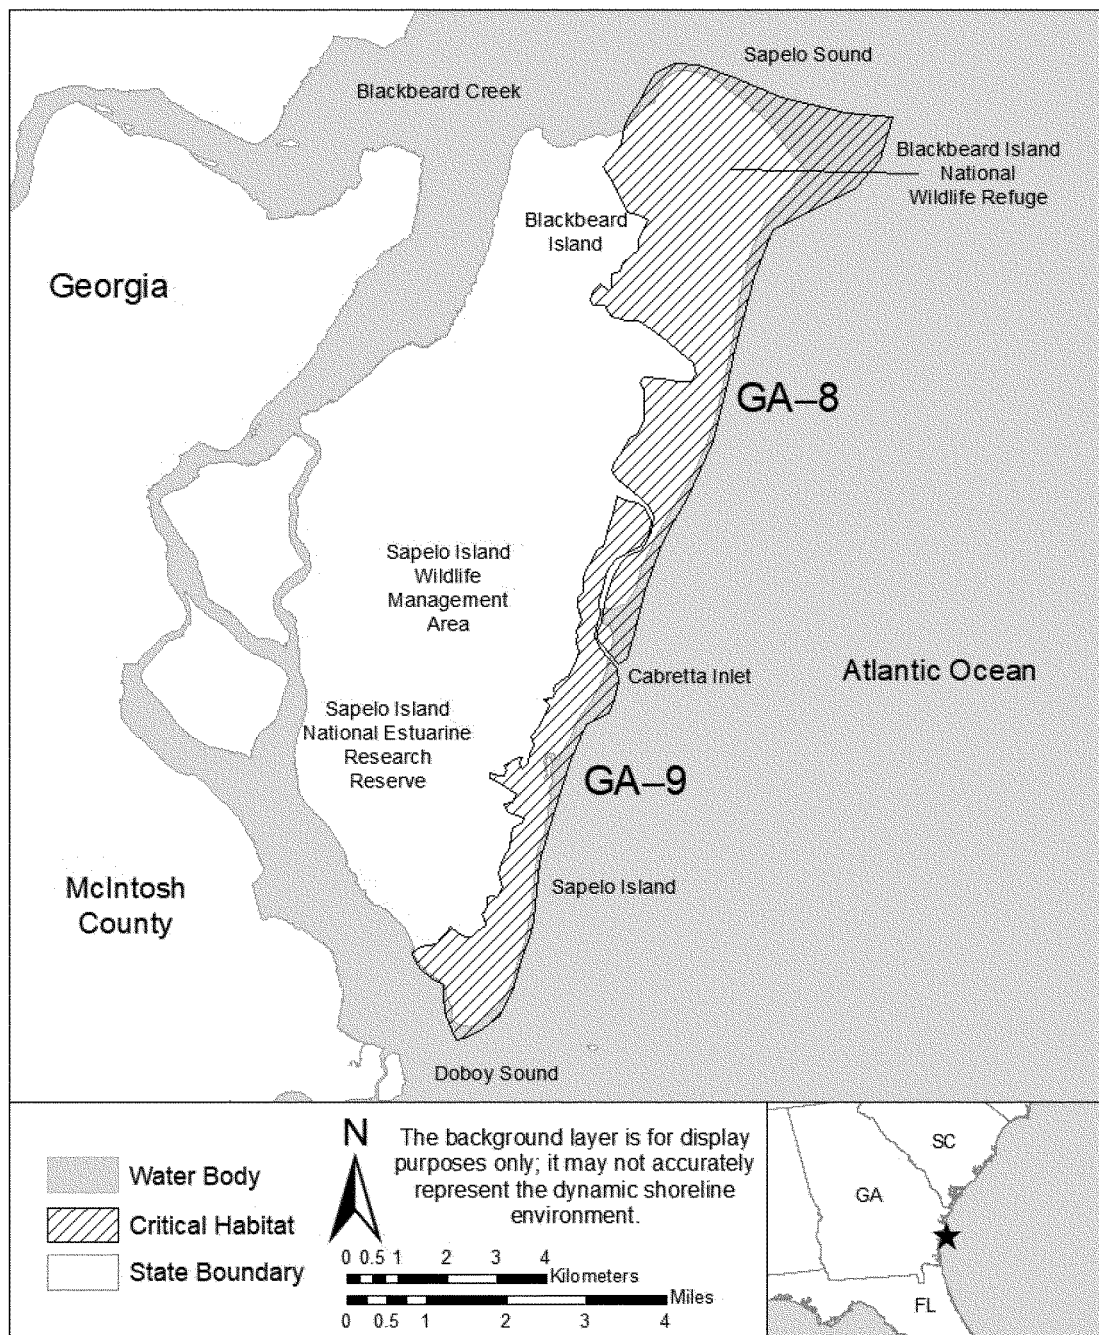 Sapelo Sound
Blackbeard Creek
Blackbeard Island
National
Wildlife Refuge
Blackbeard
Island
Georgia
GA–8
Sapelo Island
Wildlife
Management
Area
Cabretta Inlet
Atlantic Ocean
Sapelo Island
National Estuarine
Research
Reserve
GA–9
McIntosh
County
Sapelo Island
Doboy Sound
Water Body
Critical Habitat
State Boundary
N
The background layer is for display
purposes only; it may not accurately
represent the dynamic shoreline
environment.
0 0.5 1 2 3 4
Kilometers
Miles
0 0.5 1 2 3 4
SC
GA
FL